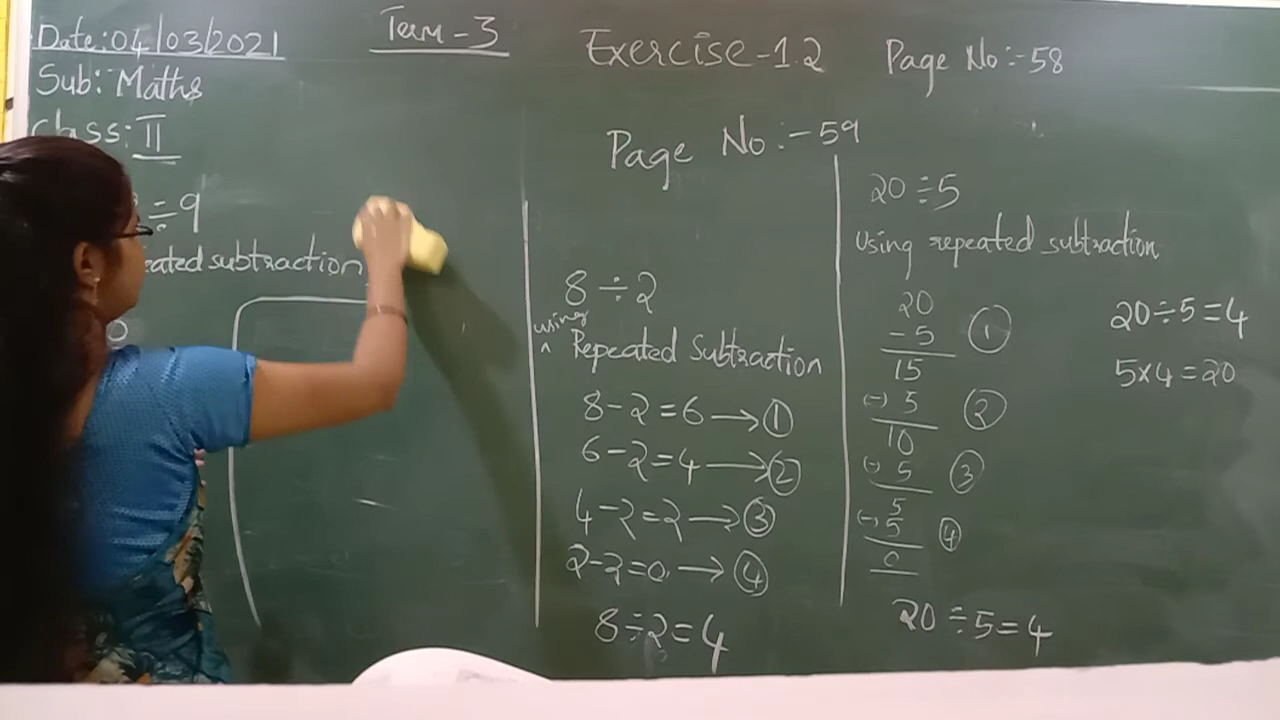 Date: 04/03/2021
Sub: Maths
Class: II
Term - 3
Exercise - 1.2
Page No :- 58
÷ 9
subtraction
Page No :- 59
8 ÷ 2
using
^ Repeated Subtraction
8 - 2 = 6 → 1
6 - 2 = 4 → 2
4 - 2 = 2 → 3
2 - 2 = 0 → 4
8 ÷ 2 = 4
20 ÷ 5
Using repeated subtraction
20
- 5 1
15
(-) 5 2
10
(-) 5 3
5
(-) 5 4
0
20 ÷ 5 = 4
20 ÷ 5 = 4
5 × 4 = 20